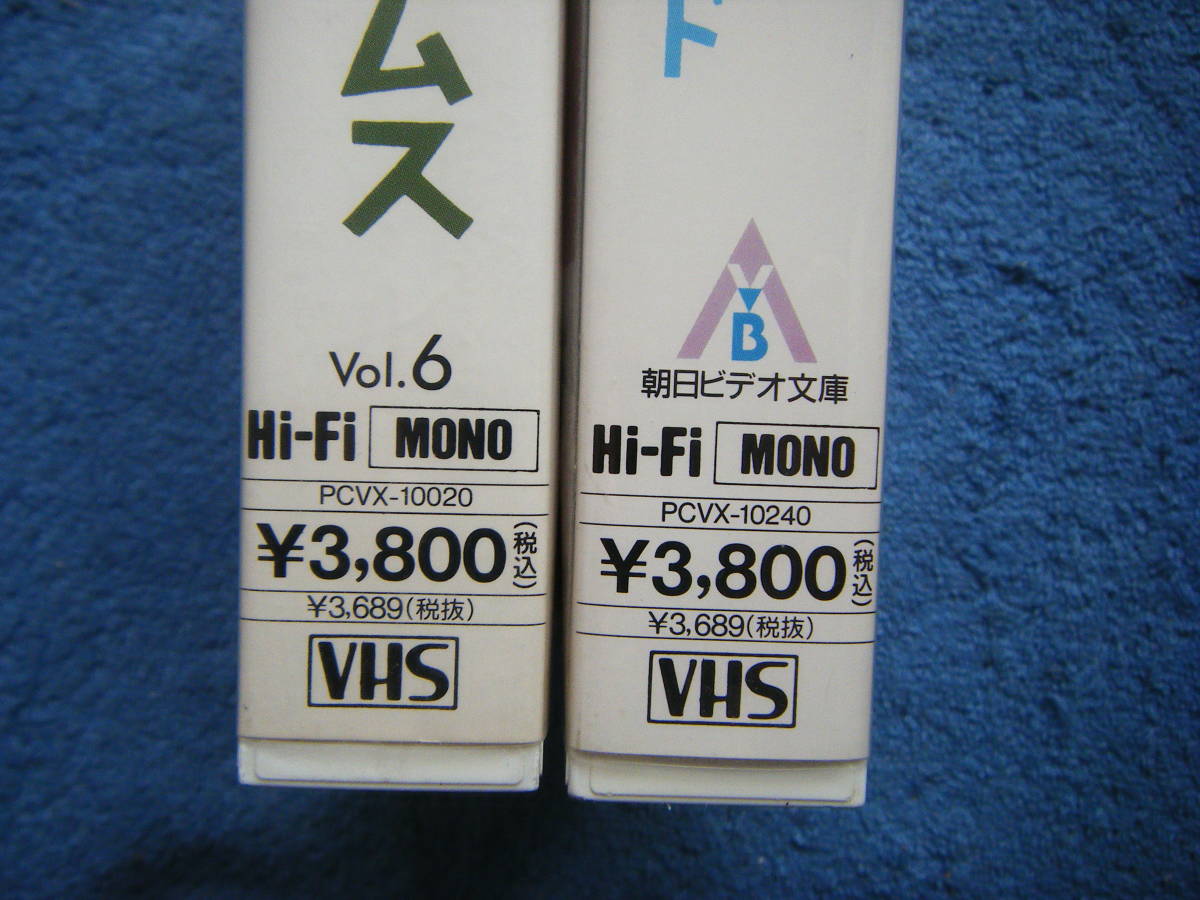 ムス
Vol.6
Hi-Fi MONO
PCVX-10020
¥3,800(税込)
¥3,689(税抜)
VHS
ド
VB
朝日ビデオ文庫
Hi-Fi MONO
PCVX-10240
¥3,800(税込)
¥3,689(税抜)
VHS